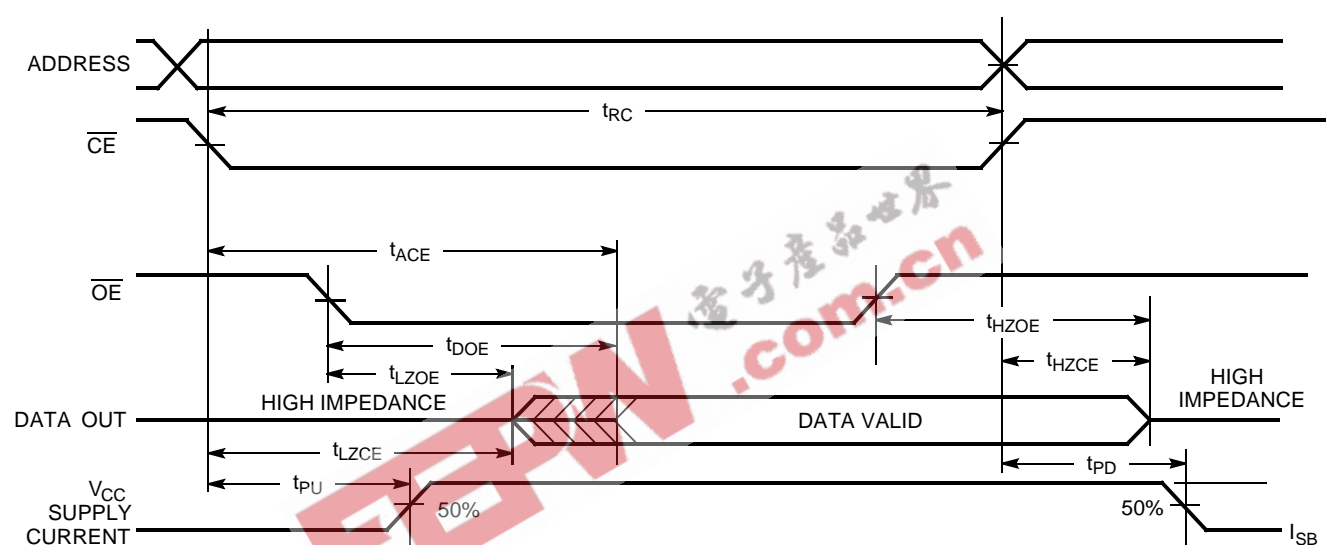 ADDRESS
tRC
CE
電子產品世界
.com.cn
tACE
OE
tHZOE
tDOE
tHZCE
tLZOE
HIGH IMPEDANCE
HIGH
IMPEDANCE
DATA OUT
DATA VALID
tLZCE
tPD
tPU
VCC
SUPPLY
CURRENT
50%
50%
ISB